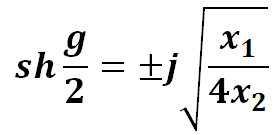 sh g/2 = ±j√(x₁/4x₂)